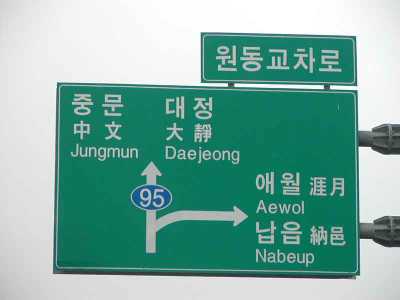 원동교차로
중문 대정
中文 大靜
Jungmun Daejeong
95
애월 涯月
Aewol
납읍 納邑
Nabeup